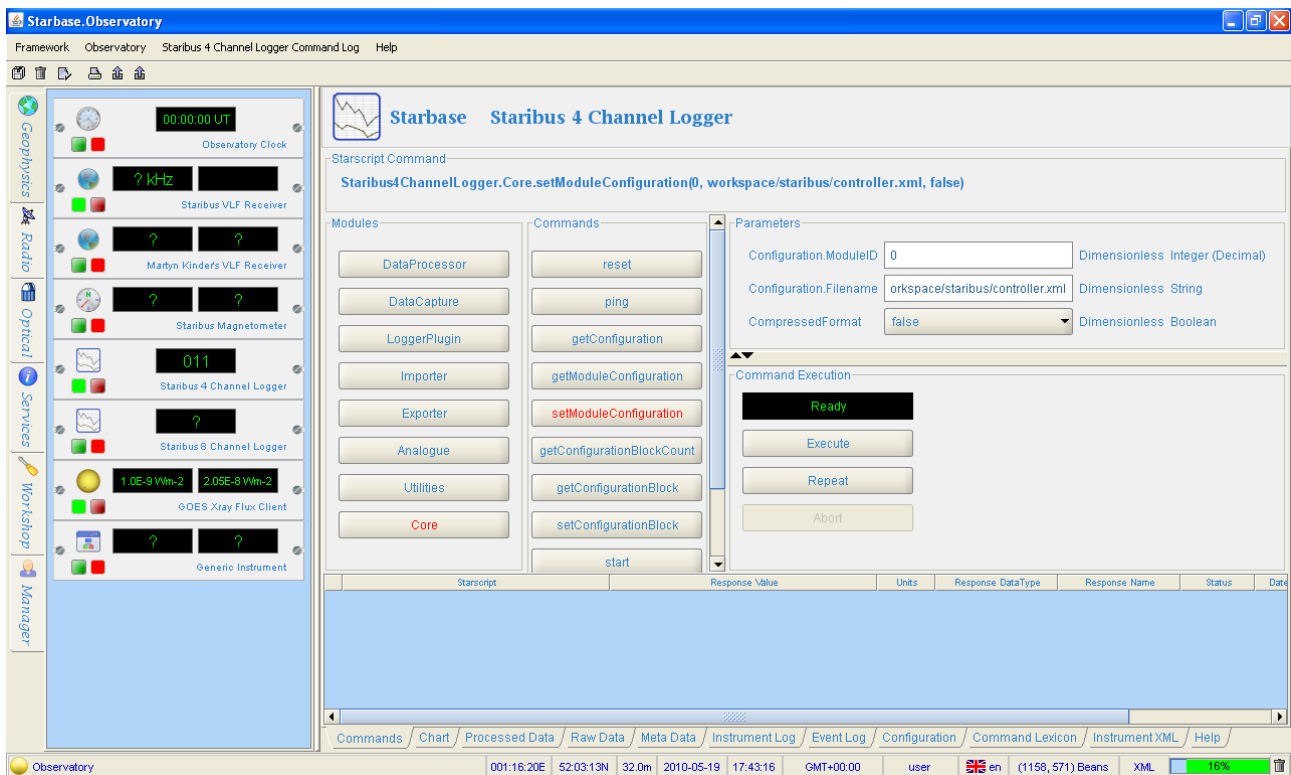 Starbase.Observatory
Framework Observatory Staribus 4 Channel Logger Command Log Help
Geophysics
Radio
Optical
Services
Workshop
Manager
00:00:00 UT
Observatory Clock
? kHz
Staribus VLF Receiver
? ?
Martyn Kinder's VLF Receiver
? ?
Staribus Magnetometer
011
Staribus 4 Channel Logger
?
Staribus 8 Channel Logger
1.0E-9 Wm-2 2.05E-8 Wm-2
GOES Xray Flux Client
? ?
Generic Instrument
Starbase Staribus 4 Channel Logger
Starscript Command
Staribus4ChannelLogger.Core.setModuleConfiguration(0, workspace/staribus/controller.xml, false)
Modules
DataProcessor
DataCapture
LoggerPlugin
Importer
Exporter
Analogue
Utilities
Core
Commands
reset
ping
getConfiguration
getModuleConfiguration
setModuleConfiguration
getConfigurationBlockCount
getConfigurationBlock
setConfigurationBlock
start
Parameters
Configuration.ModuleID 0 Dimensionless Integer (Decimal)
Configuration.Filename orkspace/staribus/controller.xml Dimensionless String
CompressedFormat false Dimensionless Boolean
Command Execution
Ready
Execute
Repeat
Abort
Starscript Response Value Units Response DataType Response Name Status Date
Commands Chart Processed Data Raw Data Meta Data Instrument Log Event Log Configuration Command Lexicon Instrument XML Help
Observatory 001:16:20E 52:03:13N 32.0m 2010-05-19 17:43:16 GMT+00:00 user en (1158, 571) Beans XML 16%